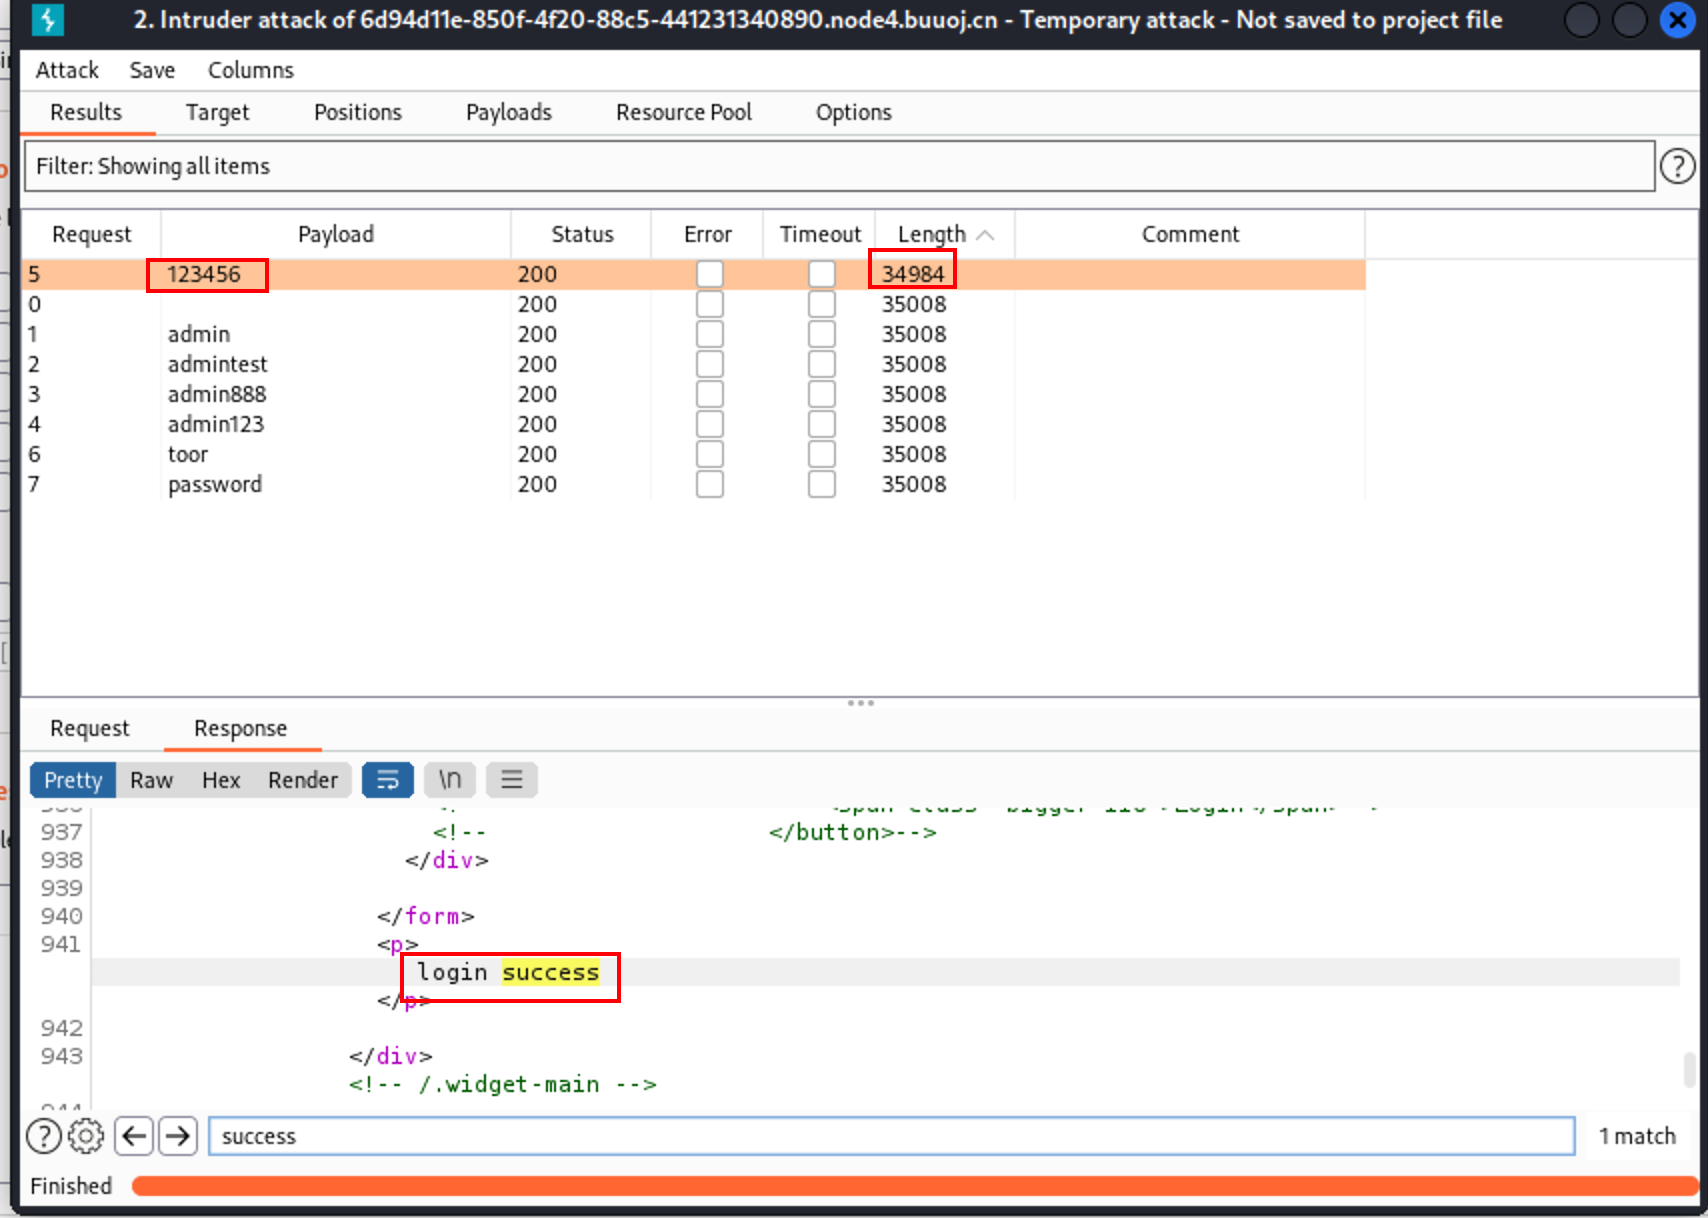 2. Intruder attack of 6d94d11e-850f-4f20-88c5-441231340890.node4.buuoj.cn - Temporary attack - Not saved to project file
Attack Save Columns
Results Target Positions Payloads Resource Pool Options
Filter: Showing all items
?
Request Payload Status Error Timeout Length Comment
5 123456 200 34984
0 200 35008
1 admin 200 35008
2 admintest 200 35008
3 admin888 200 35008
4 admin123 200 35008
6 toor 200 35008
7 password 200 35008
Request Response
Pretty Raw Hex Render \n
937 <!-- </button>-->
938 </div>
939
940 </form>
941 <p>
login success
</p>
942
943 </div>
<!-- /.widget-main -->
? success 1 match
Finished